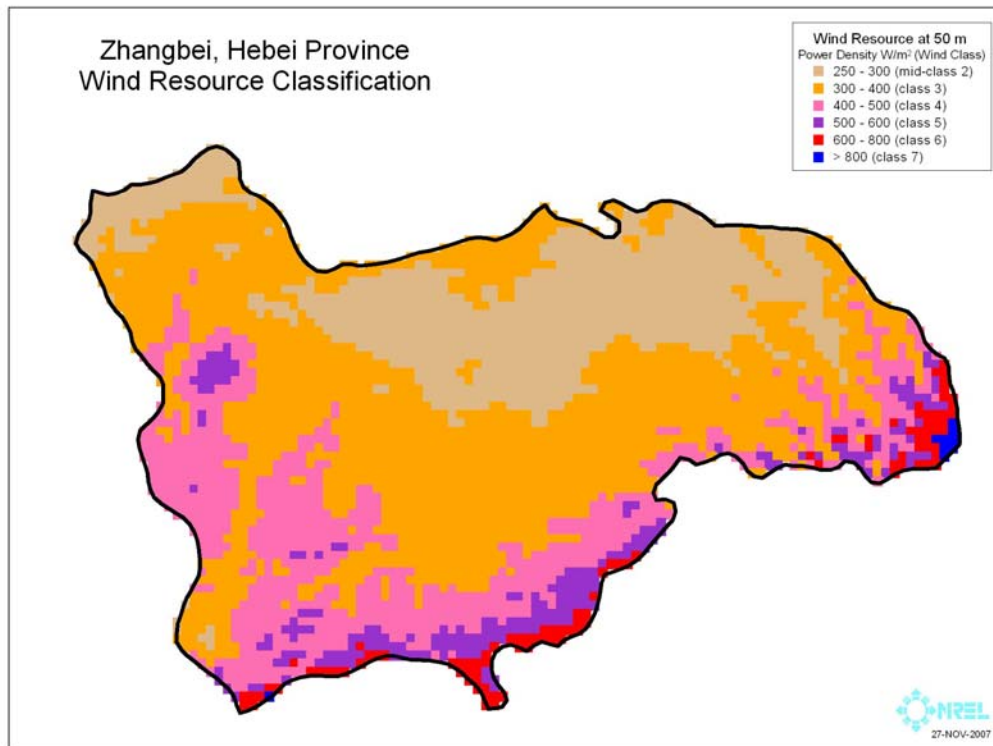 Zhangbei, Hebei Province
Wind Resource Classification
Wind Resource at 50 m
Power Density W/m² (Wind Class)
250 - 300 (mid-class 2)
300 - 400 (class 3)
400 - 500 (class 4)
500 - 600 (class 5)
600 - 800 (class 6)
> 800 (class 7)
NREL
27-NOV-2007